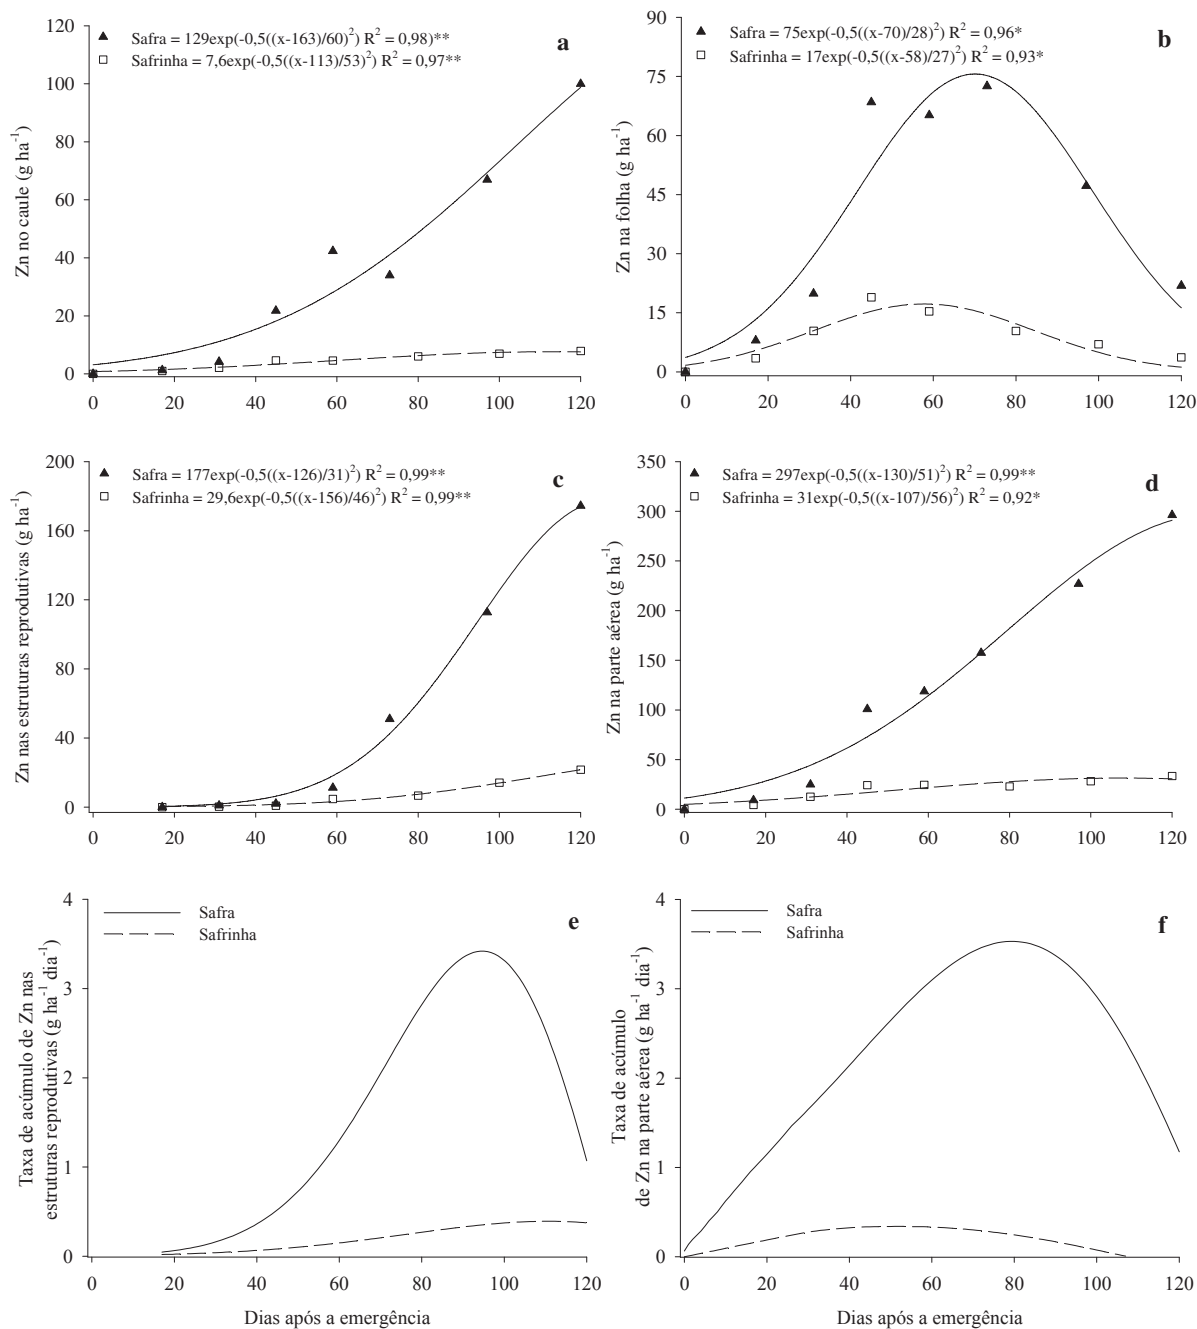 Safra = 129exp(-0,5((x-163)/60)²) R² = 0,98)**
Safrinha = 7,6exp(-0,5((x-113)/53)²) R² = 0,97**
a
Zn no caule (g ha⁻¹)
120
100
80
60
40
20
0
0 20 40 60 80 100 120
Safra = 75exp(-0,5((x-70)/28)²) R² = 0,96*
Safrinha = 17exp(-0,5((x-58)/27)²) R² = 0,93*
b
Zn na folha (g ha⁻¹)
90
75
60
45
30
15
0
0 20 40 60 80 100 120
Safra = 177exp(-0,5((x-126)/31)²) R² = 0,99**
Safrinha = 29,6exp(-0,5((x-156)/46)²) R² = 0,99**
c
Zn nas estruturas reprodutivas (g ha⁻¹)
200
160
120
80
40
0
0 20 40 60 80 100 120
Safra = 297exp(-0,5((x-130)/51)²) R² = 0,99**
Safrinha = 31exp(-0,5((x-107)/56)²) R² = 0,92*
d
Zn na parte aérea (g ha⁻¹)
350
300
250
200
150
100
50
0
0 20 40 60 80 100 120
Safra
Safrinha
e
Taxa de acúmulo de Zn nas
estruturas reprodutivas (g ha⁻¹ dia⁻¹)
4
3
2
1
0
0 20 40 60 80 100 120
Dias após a emergência
Safra
Safrinha
f
Taxa de acúmulo
de Zn na parte aérea (g ha⁻¹ dia⁻¹)
4
3
2
1
0
0 20 40 60 80 100 120
Dias após a emergência